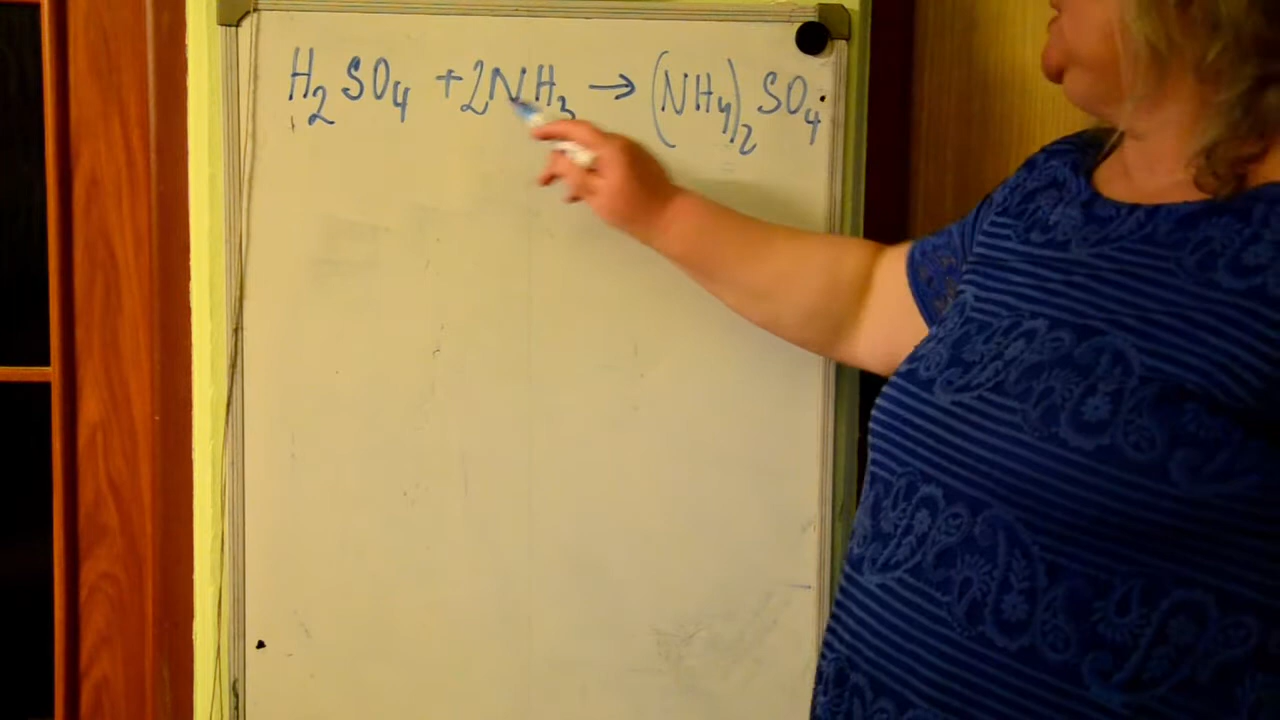 H₂SO₄ + 2NH₃ → (NH₄)₂SO₄